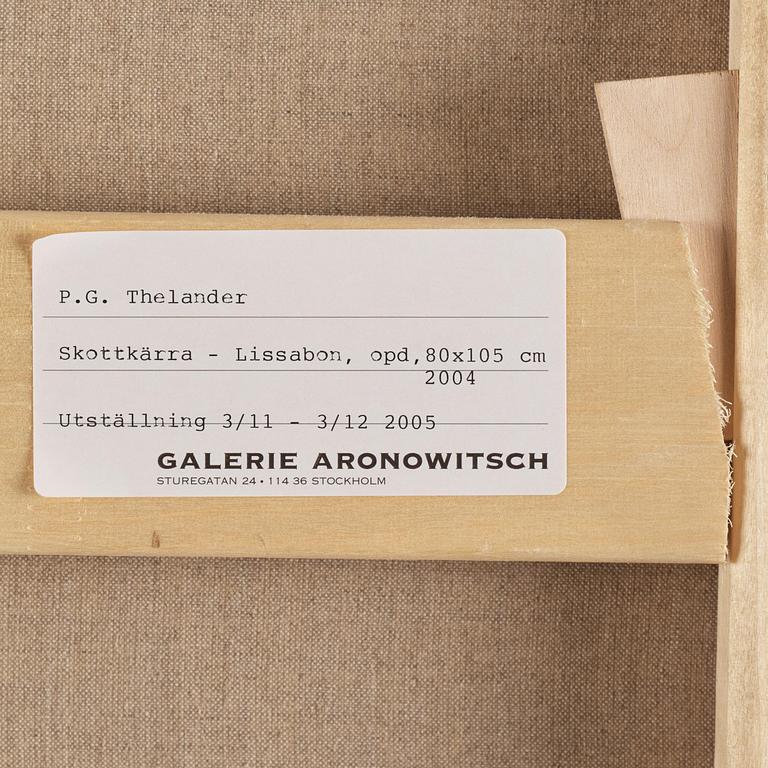 P.G. Thelander
Skottkärra - Lissabon, opd,80x105 cm
2004
Utställning 3/11 - 3/12 2005
GALERIE ARONOWITSCH
STUREGATAN 24 • 114 36 STOCKHOLM